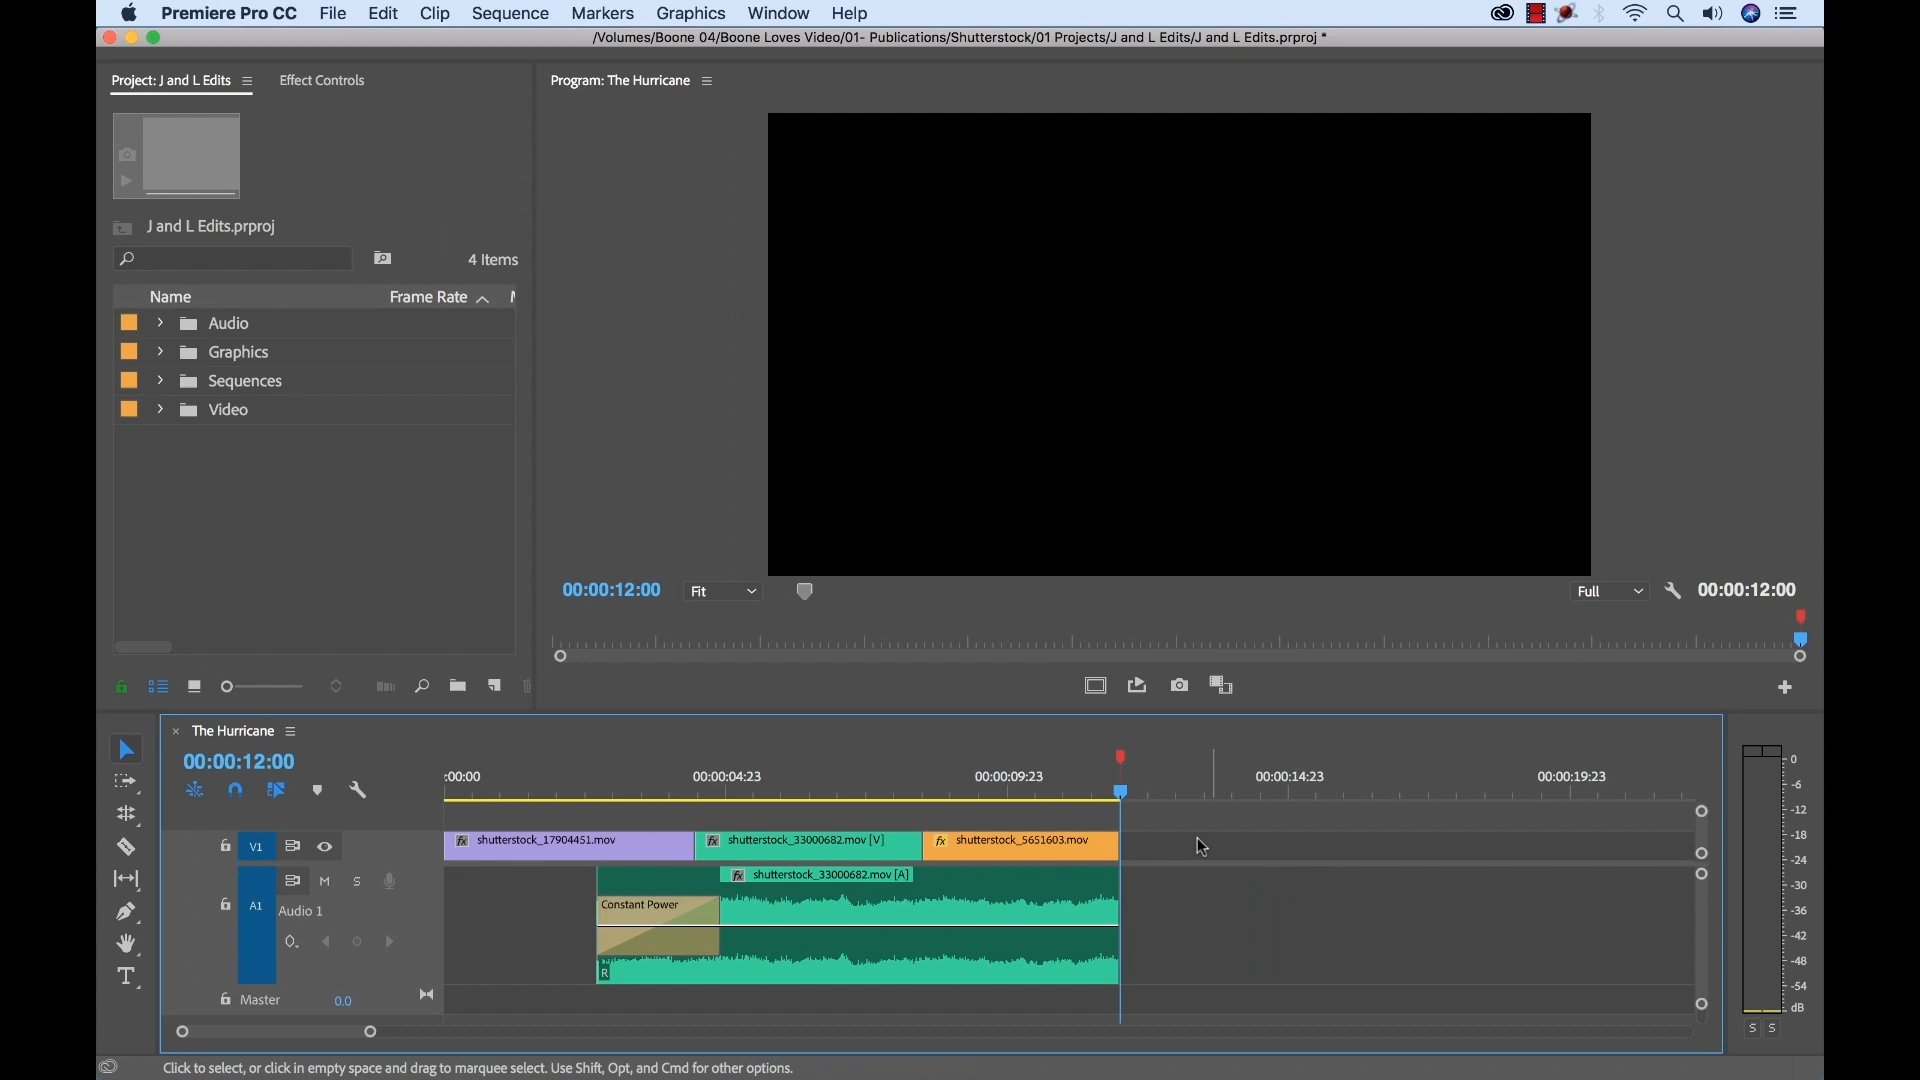 Premiere Pro CC File Edit Clip Sequence Markers Graphics Window Help
/Volumes/Boone 04/Boone Loves Video/01- Publications/Shutterstock/01 Projects/J and L Edits/J and L Edits.prproj *
Project: J and L Edits Effect Controls
Program: The Hurricane
J and L Edits.prproj
4 Items
Name Frame Rate
Audio
Graphics
Sequences
Video
00:00:12:00 Fit Full 00:00:12:00
The Hurricane
00:00:12:00
:00:00 00:00:04:23 00:00:09:23 00:00:14:23 00:00:19:23
V1 fx shutterstock_17904451.mov fx shutterstock_33000682.mov [V] fx shutterstock_5651603.mov
M S fx shutterstock_33000682.mov [A]
A1 Audio 1 Constant Power
R
Master 0.0
0
-6
-12
-18
-24
-30
-36
-42
-48
-54
dB
S S
T
Click to select, or click in empty space and drag to marquee select. Use Shift, Opt, and Cmd for other options.